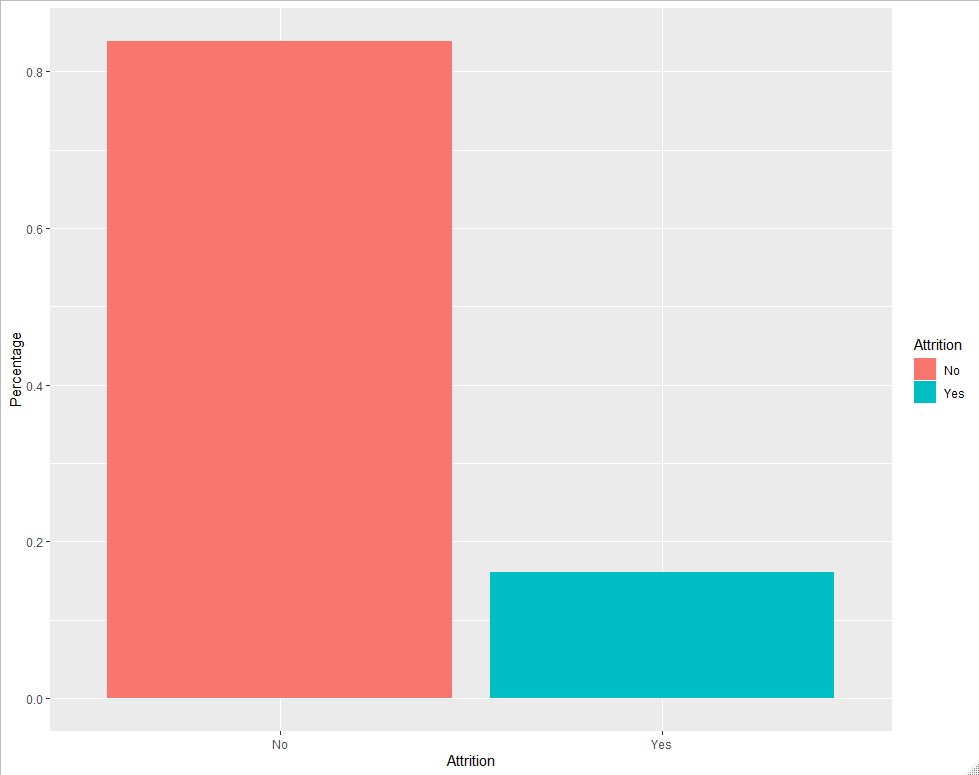 Percentage
0.8
0.6
0.4
0.2
0.0
No
Yes
Attrition
Attrition
No
Yes